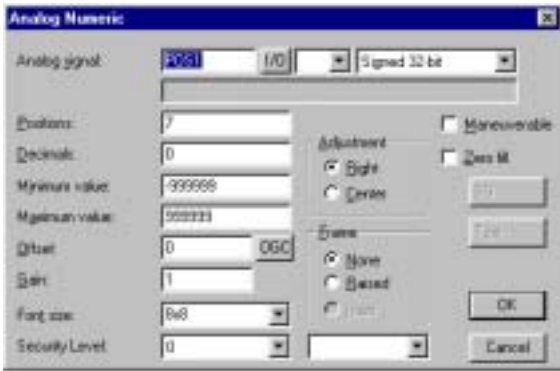 Analog Numeric
Analog signal: I/O Signed 32-bit
Positions: 7
Decimals: 0
Minimum value: -999999
Maximum value: 999999
Offset: 0 OGC
Gain: 1
Font size: 8x8
Security Level: 0
Adjustment
Right
Center
Frame
None
Raised
Maneuverable
Zero fill
OK
Cancel